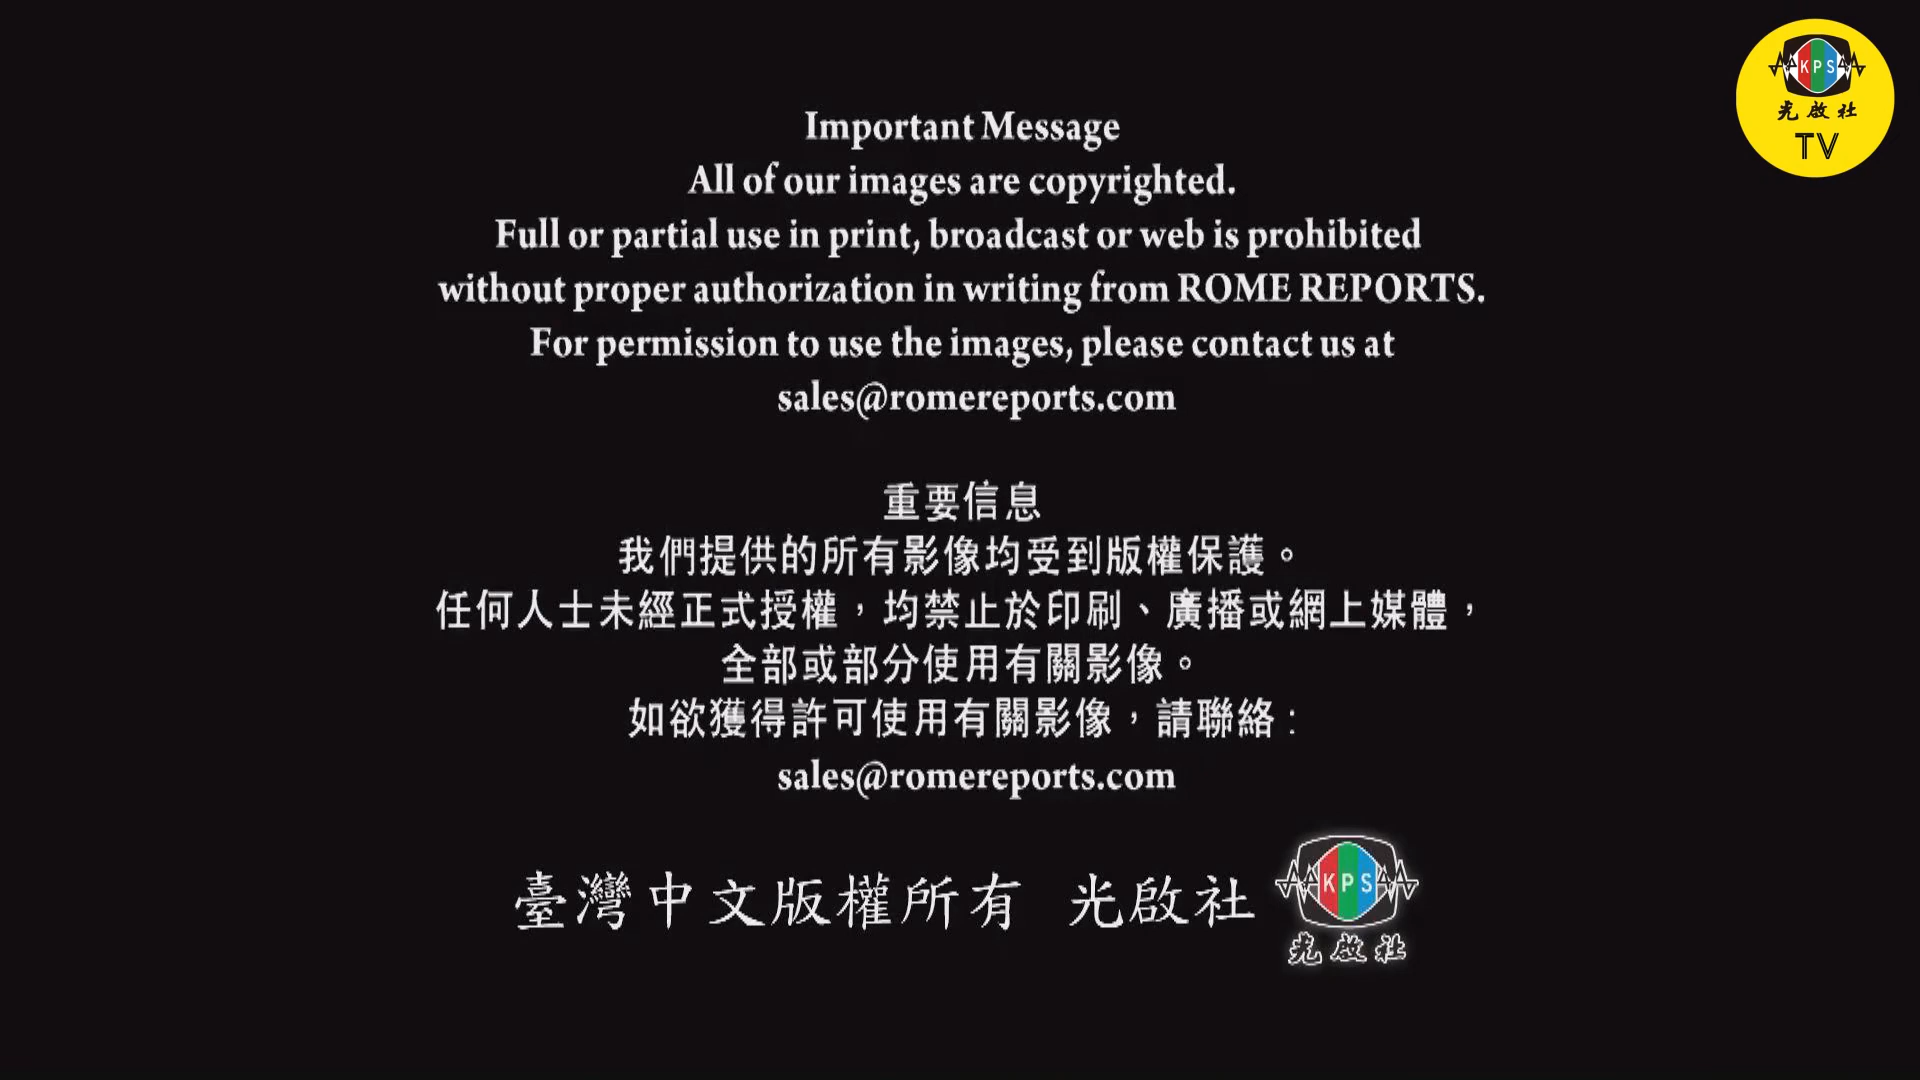 KPS
光啟社
TV
Important Message
All of our images are copyrighted.
Full or partial use in print, broadcast or web is prohibited
without proper authorization in writing from ROME REPORTS.
For permission to use the images, please contact us at
sales@romereports.com
重要信息
我們提供的所有影像均受到版權保護。
任何人士未經正式授權，均禁止於印刷、廣播或網上媒體，
全部或部分使用有關影像。
如欲獲得許可使用有關影像，請聯絡:
sales@romereports.com
臺灣中文版權所有 光啟社
KPS
光啟社